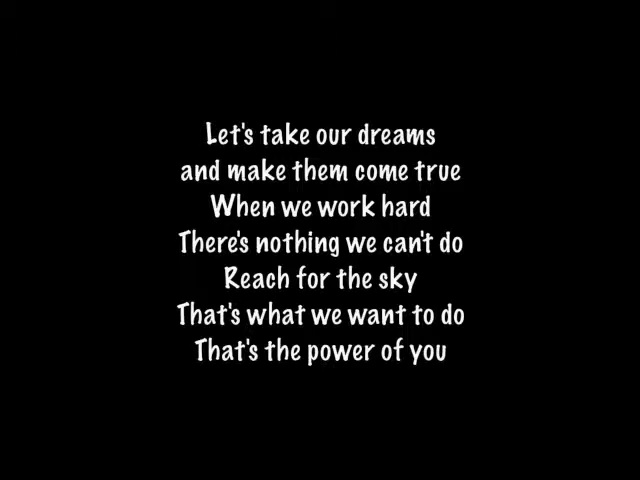 Let's take our dreams
and make them come true
When we work hard
There's nothing we can't do
Reach for the sky
That's what we want to do
That's the power of you